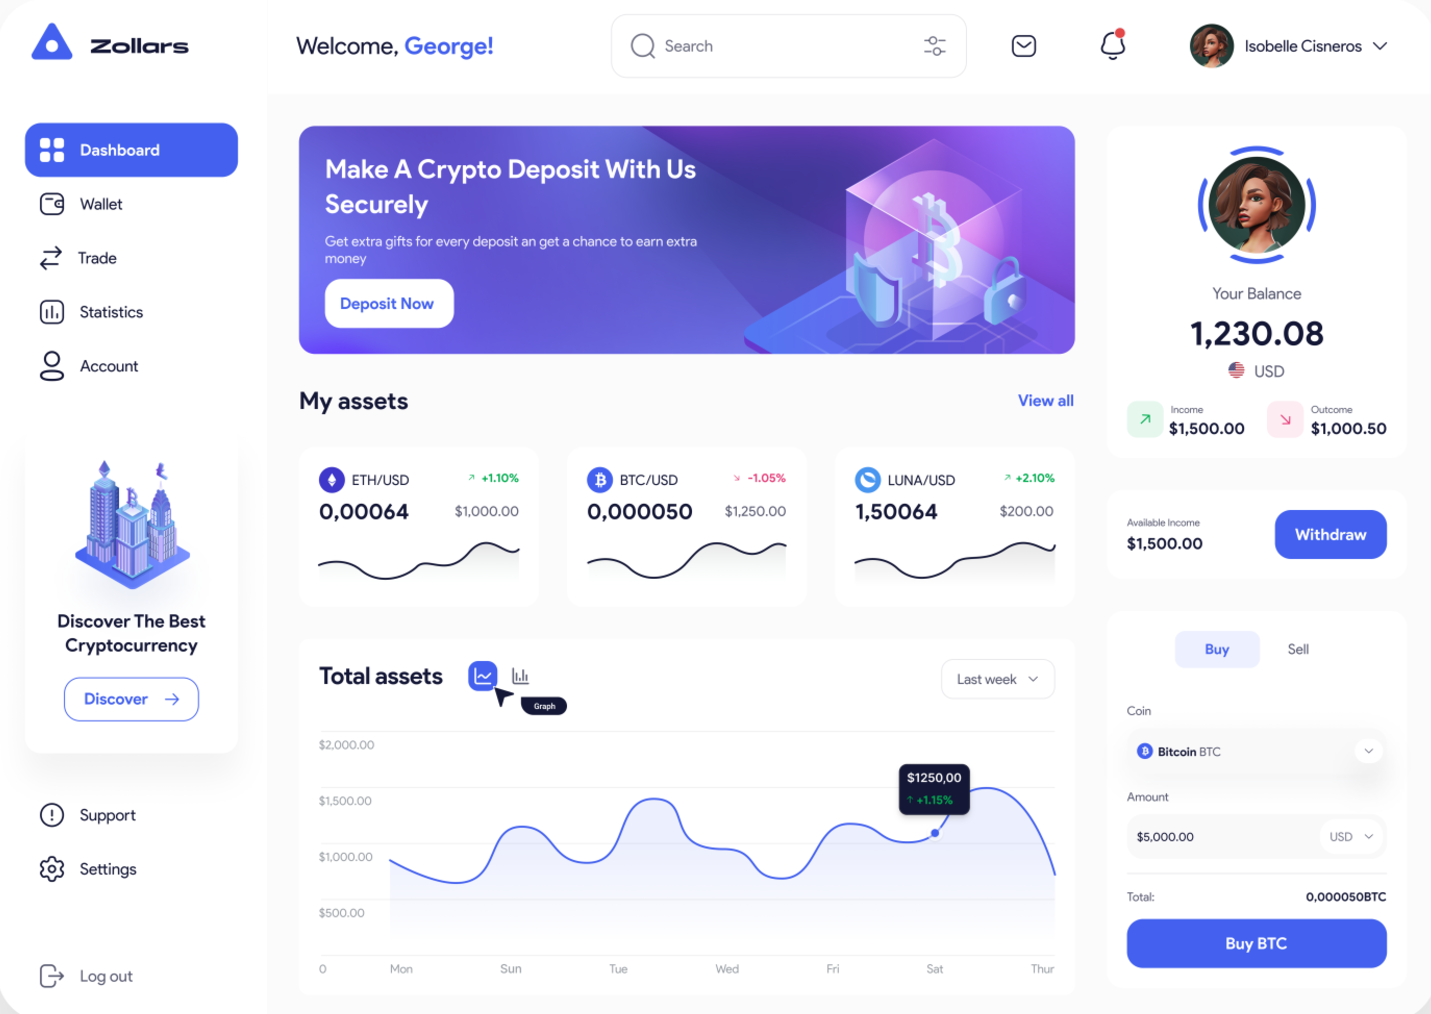 Zollars
Welcome, George!
Search
Isobelle Cisneros
Dashboard
Wallet
Trade
Statistics
Account
Discover The Best
Cryptocurrency
Discover
Support
Settings
Log out
Make A Crypto Deposit With Us
Securely
Get extra gifts for every deposit an get a chance to earn extra
money
Deposit Now
My assets
View all
ETH/USD
+1.10%
0,00064
$1,000.00
BTC/USD
-1.05%
0,000050
$1,250.00
LUNA/USD
+2.10%
1,50064
$200.00
Total assets
Graph
Last week
$2,000.00
$1,500.00
$1,000.00
$500.00
$1250,00
+1.15%
0
Mon
Sun
Tue
Wed
Fri
Sat
Thur
Your Balance
1,230.08
USD
Income
$1,500.00
Outcome
$1,000.50
Available Income
$1,500.00
Withdraw
Buy
Sell
Coin
Bitcoin BTC
Amount
$5,000.00
USD
Total:
0,000050BTC
Buy BTC